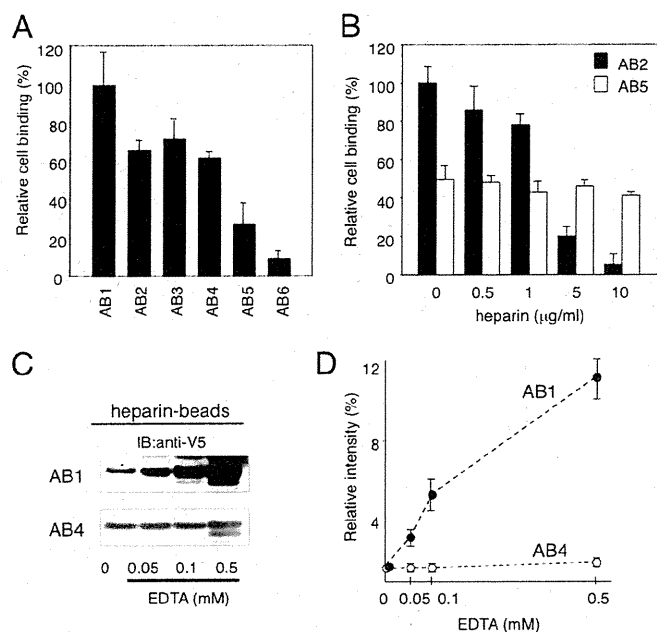 A
Relative cell binding (%)
120
100
80
60
40
20
0
AB1
AB2
AB3
AB4
AB5
AB6
B
Relative cell binding (%)
120
100
80
60
40
20
0
AB2
AB5
0 0.5 1 5 10
heparin (μg/ml)
C
heparin-beads
IB:anti-V5
AB1
AB4
0 0.05 0.1 0.5
EDTA (mM)
D
Relative intensity (%)
12
8
4
AB1
AB4
0 0.05 0.1 0.5
EDTA (mM)